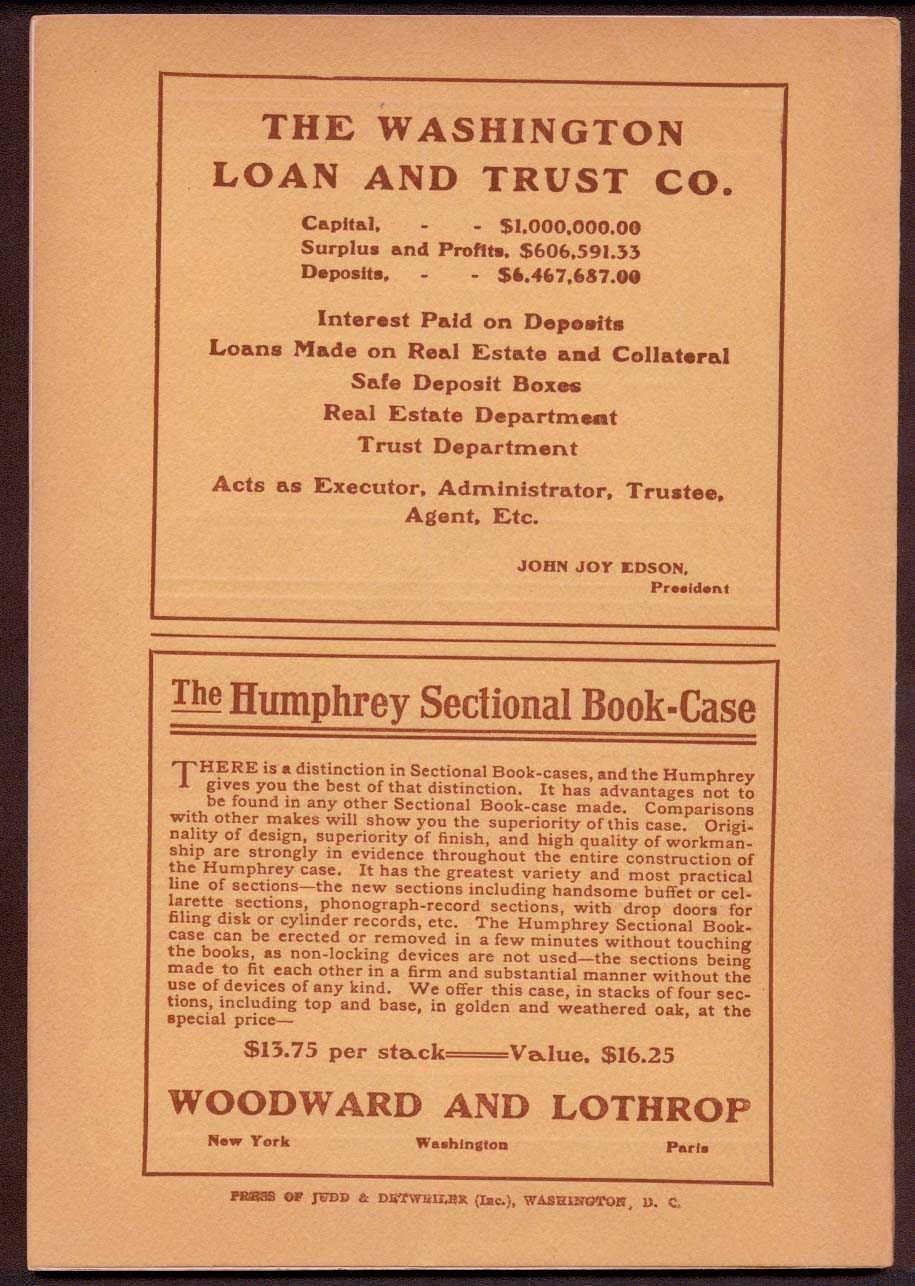 THE WASHINGTON
LOAN AND TRUST CO.
Capital, - - $1,000,000.00
Surplus and Profits, $606,591.33
Deposits, - - $6,467,687.00
Interest Paid on Deposits
Loans Made on Real Estate and Collateral
Safe Deposit Boxes
Real Estate Department
Trust Department
Acts as Executor, Administrator, Trustee,
Agent, Etc.
JOHN JOY EDSON,
President
The Humphrey Sectional Book-Case
THERE is a distinction in Sectional Book-cases, and the Humphrey
gives you the best of that distinction. It has advantages not to
be found in any other Sectional Book-case made. Comparisons
with other makes will show you the superiority of this case. Origi-
nality of design, superiority of finish, and high quality of workman-
ship are strongly in evidence throughout the entire construction of
the Humphrey case. It has the greatest variety and most practical
line of sections—the new sections including handsome buffet or cel-
larette sections, phonograph-record sections, with drop doors for
filing disk or cylinder records, etc. The Humphrey Sectional Book-
case can be erected or removed in a few minutes without touching
the books, as non-locking devices are not used—the sections being
made to fit each other in a firm and substantial manner without the
use of devices of any kind. We offer this case, in stacks of four sec-
tions, including top and base, in golden and weathered oak, at the
special price—
$13.75 per stack——Value, $16.25
WOODWARD AND LOTHROP
New York Washington Paris
PRESS OF JUDD & DETWEILER (Inc.), WASHINGTON, D. C.